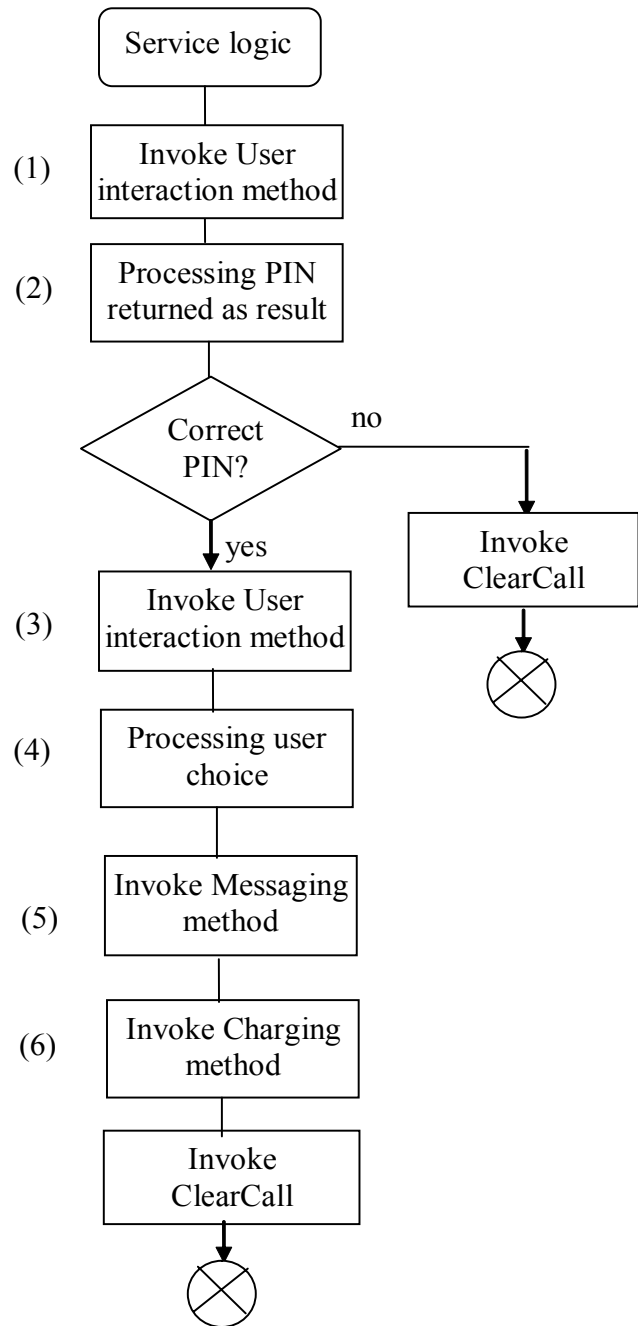 Service logic
(1)
Invoke User
interaction method
(2)
Processing PIN
returned as result
Correct
PIN?
no
yes
Invoke
ClearCall
(3)
Invoke User
interaction method
(4)
Processing user
choice
(5)
Invoke Messaging
method
(6)
Invoke Charging
method
Invoke
ClearCall